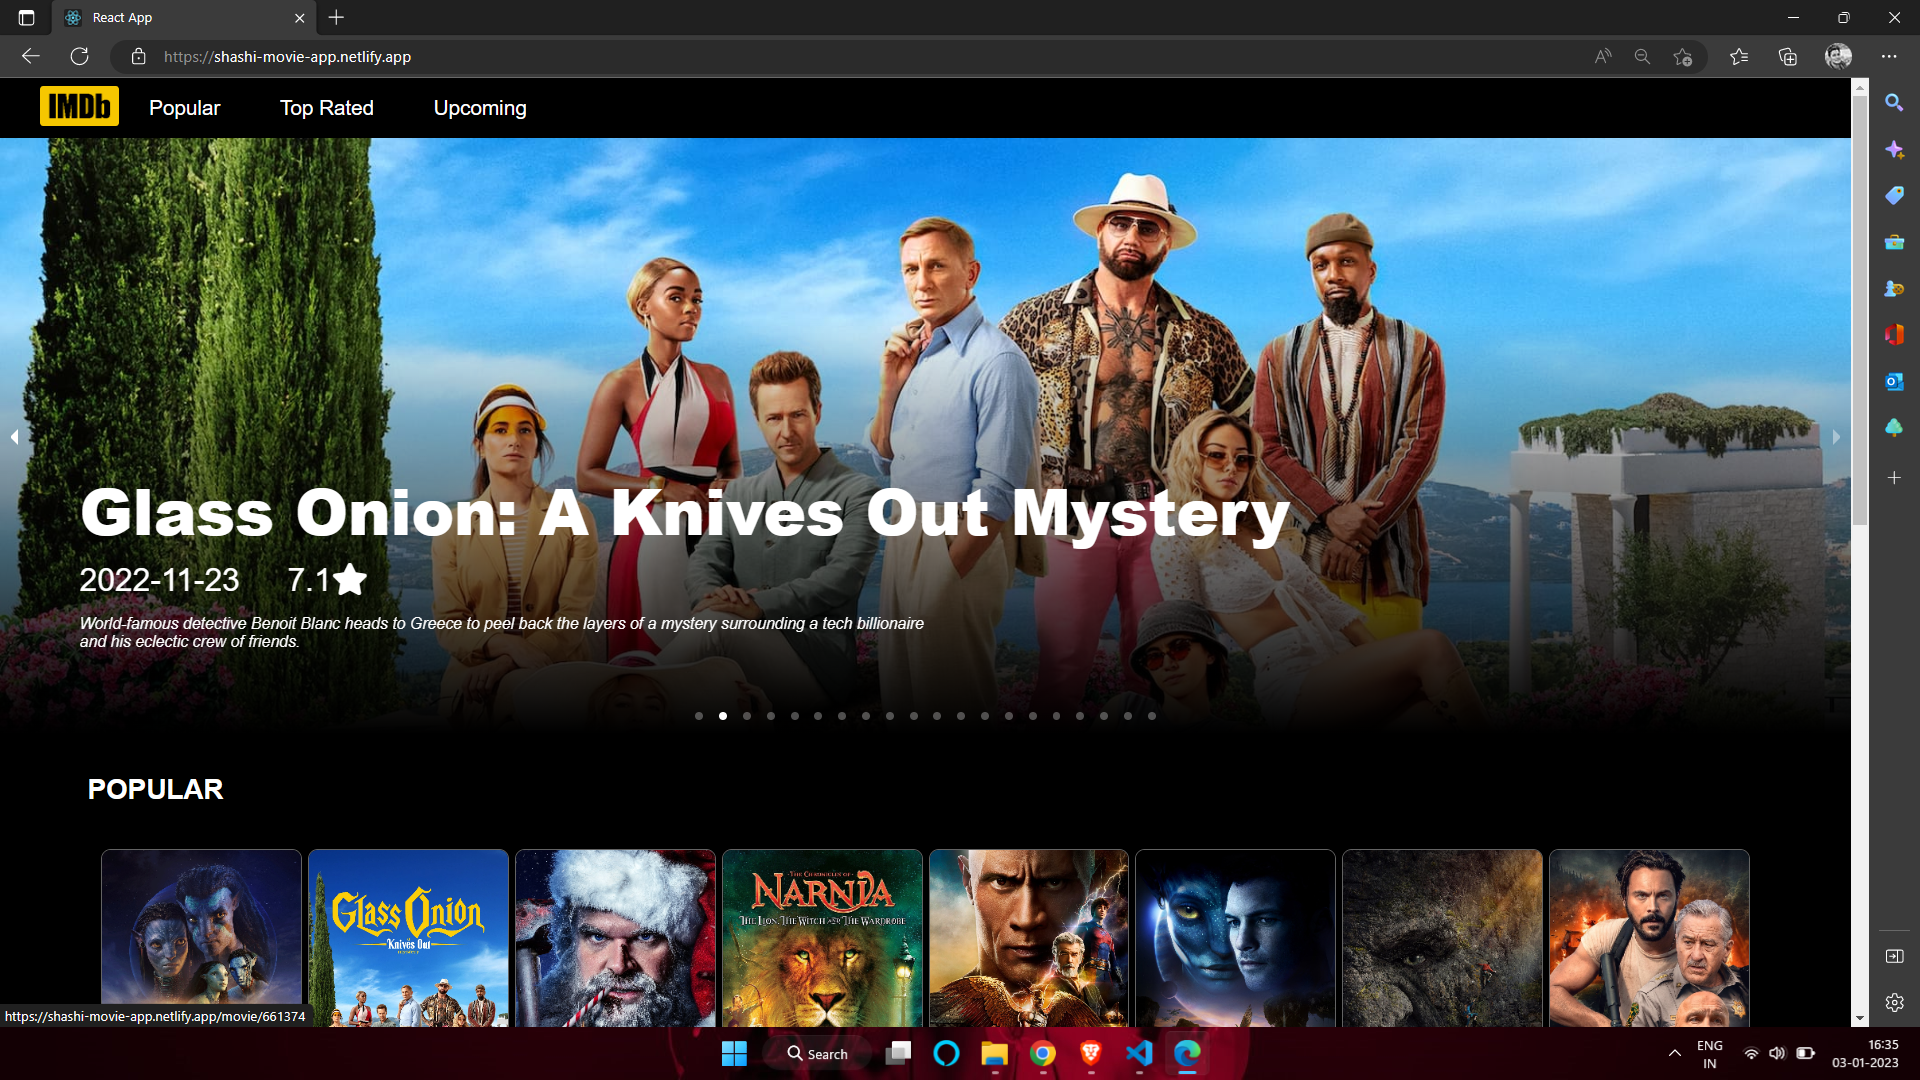 React App
https://shashi-movie-app.netlify.app
IMDb Popular Top Rated Upcoming
Glass Onion: A Knives Out Mystery
2022-11-23 7.1
World-famous detective Benoit Blanc heads to Greece to peel back the layers of a mystery surrounding a tech billionaire
and his eclectic crew of friends.
POPULAR
Glass Onion
Knives Out
THE CHRONICLES OF
NARNIA
THE LION, THE WITCH AND THE WARDROBE
https://shashi-movie-app.netlify.app/movie/661374
Search
ENG
IN
16:35
03-01-2023